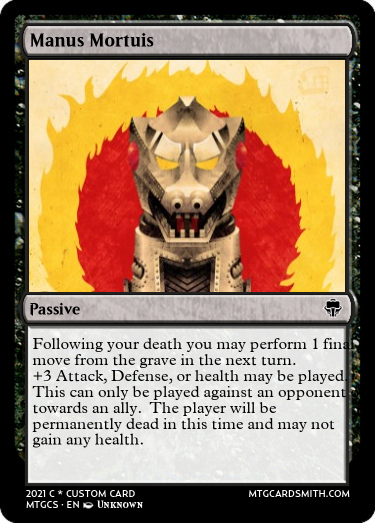 Manus Mortuis
Passive
Following your death you may perform 1 fina
move from the grave in the next turn.
+3 Attack, Defense, or health may be played.
This can only be played against an opponent
towards an ally. The player will be
permanently dead in this time and may not
gain any health.
2021 C * CUSTOM CARD
MTGCARDSMITH.COM
MTGCS · EN Unknown